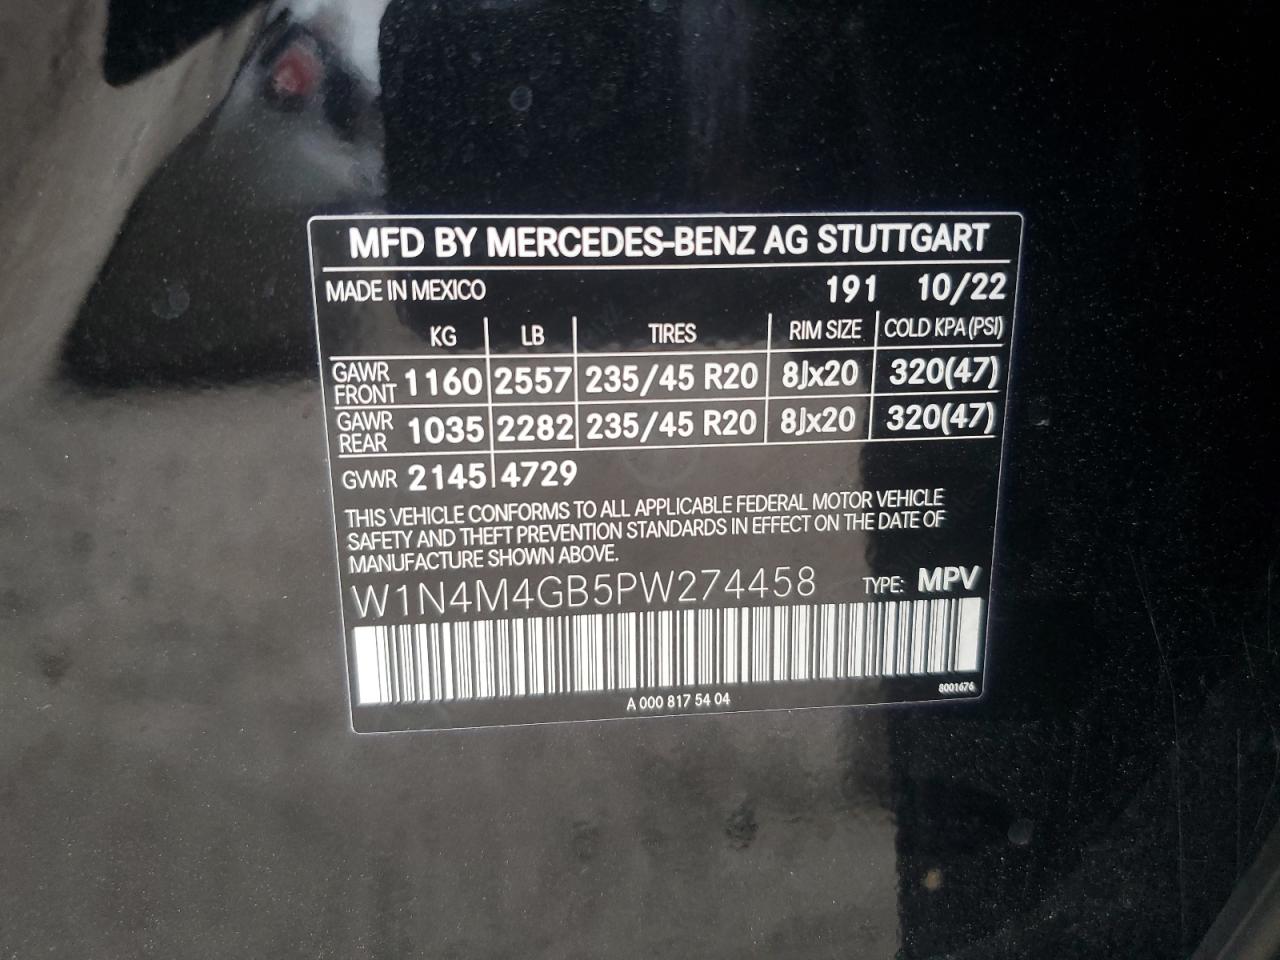 MFD BY MERCEDES-BENZ AG STUTTGART
MADE IN MEXICO 191 10/22
KG LB TIRES RIM SIZE COLD KPA (PSI)
GAWR FRONT 1160 2557 235/45 R20 8Jx20 320(47)
GAWR REAR 1035 2282 235/45 R20 8Jx20 320(47)
GVWR 2145 4729
THIS VEHICLE CONFORMS TO ALL APPLICABLE FEDERAL MOTOR VEHICLE
SAFETY AND THEFT PREVENTION STANDARDS IN EFFECT ON THE DATE OF
MANUFACTURE SHOWN ABOVE.
W1N4M4GB5PW274458 TYPE: MPV
A 000 817 54 04 8001676